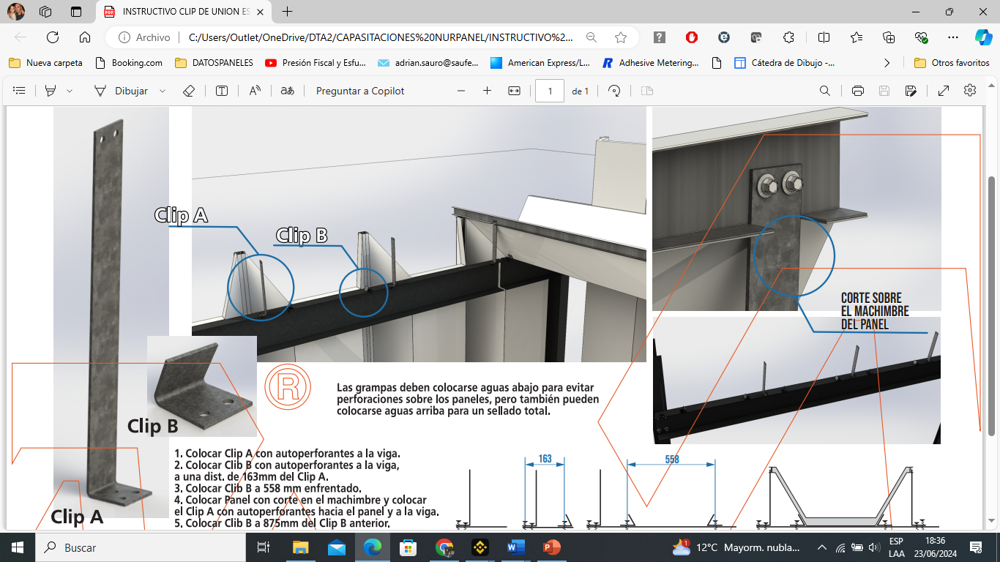 INSTRUCTIVO CLIP DE UNION ES
Archivo
C:/Users/Outlet/OneDrive/DTA2/CAPASITACIONES%20NURPANEL/INSTRUCTIVO%2...
Nueva carpeta
Booking.com
DATOSPANELES
Presión Fiscal y Esfu...
adrian.sauro@saufe...
American Express/L...
Adhesive Metering...
Cátedra de Dibujo -...
Otros favoritos
Dibujar
Preguntar a Copilot
1
de 1
Clip A
Clip B
CORTE SOBRE
EL MACHIMBRE
DEL PANEL
R
Las grampas deben colocarse aguas abajo para evitar
perforaciones sobre los paneles, pero también pueden
colocarse aguas arriba para un sellado total.
Clip B
1. Colocar Clip A con autoperforantes a la viga.
2. Colocar Clib B con autoperforantes a la viga,
a una dist. de 163mm del Clip A.
3. Colocar Clib B a 558 mm enfrentado.
4. Colocar Panel con corte en el machimbre y colocar
el Clip A con autoperforantes hacia el panel y a la viga.
5. Colocar Clib B a 875mm del Clip B anterior.
Clip A
163
558
Buscar
12°C
Mayorm. nubla...
ESP
LAA
18:36
23/06/2024